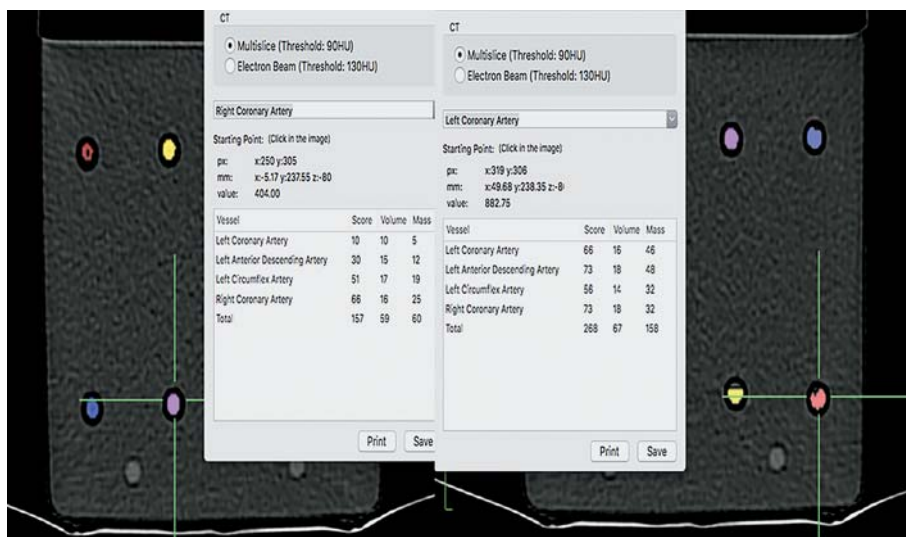 CT
Multislice (Threshold: 90HU)
Electron Beam (Threshold: 130HU)
Right Coronary Artery
Starting Point: (Click in the image)
px: x:250 y:305
mm: x:-5.17 y:237.55 z:-80
value: 404.00
Vessel Score Volume Mass
Left Coronary Artery 10 10 5
Left Anterior Descending Artery 30 15 12
Left Circumflex Artery 51 17 19
Right Coronary Artery 66 16 25
Total 157 59 60
Print Save
CT
Multislice (Threshold: 90HU)
Electron Beam (Threshold: 130HU)
Left Coronary Artery
Starting Point: (Click in the image)
px: x:319 y:306
mm: x:49.68 y:238.35 z:-8
value: 882.75
Vessel Score Volume Mass
Left Coronary Artery 66 16 46
Left Anterior Descending Artery 73 18 48
Left Circumflex Artery 56 14 32
Right Coronary Artery 73 18 32
Total 268 67 158
Print Save